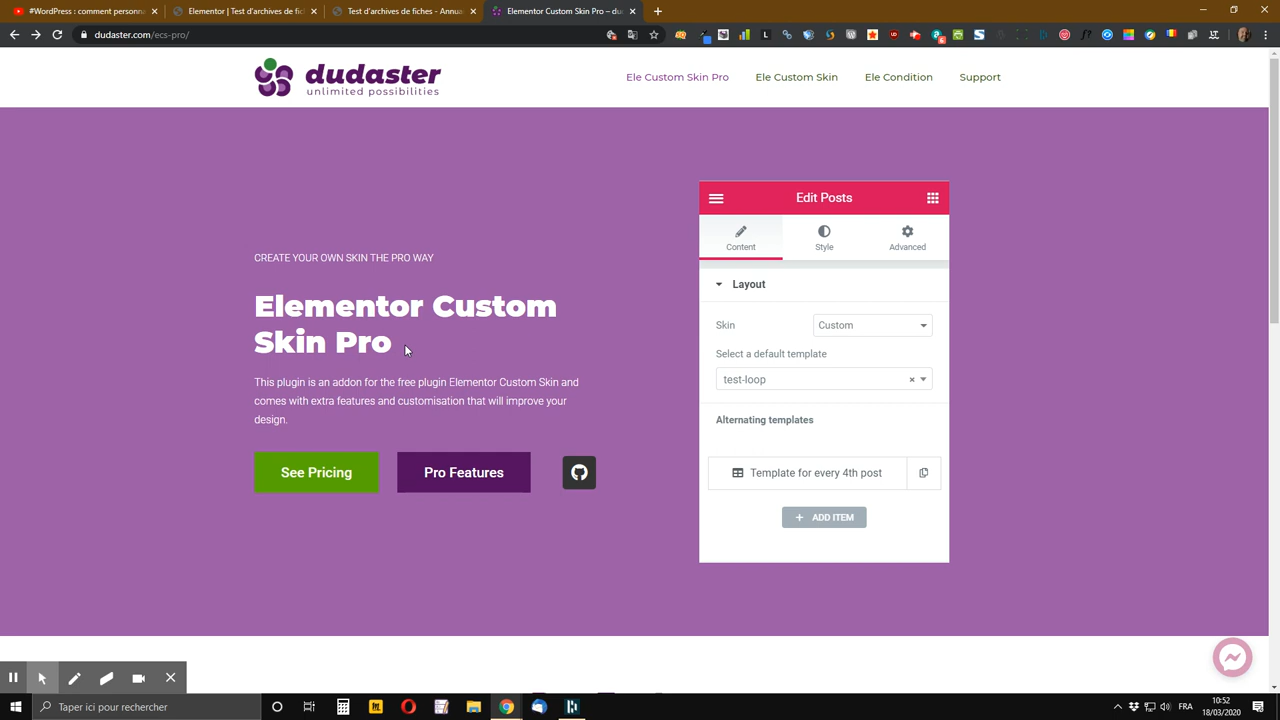 #WordPress : comment personna
Elementor | Test d'archives de fic
Test d'archives de fichiers - Annua
Elementor Custom Skin Pro – dud
dudaster.com/ecs-pro/
dudaster
unlimited possibilities
Ele Custom Skin Pro
Ele Custom Skin
Ele Condition
Support
CREATE YOUR OWN SKIN THE PRO WAY
Elementor Custom
Skin Pro
This plugin is an addon for the free plugin Elementor Custom Skin and
comes with extra features and customisation that will improve your
design.
See Pricing
Pro Features
Edit Posts
Content
Style
Advanced
Layout
Skin
Custom
Select a default template
test-loop
Alternating templates
Template for every 4th post
ADD ITEM
Taper ici pour rechercher
FRA
10:52
18/03/2020